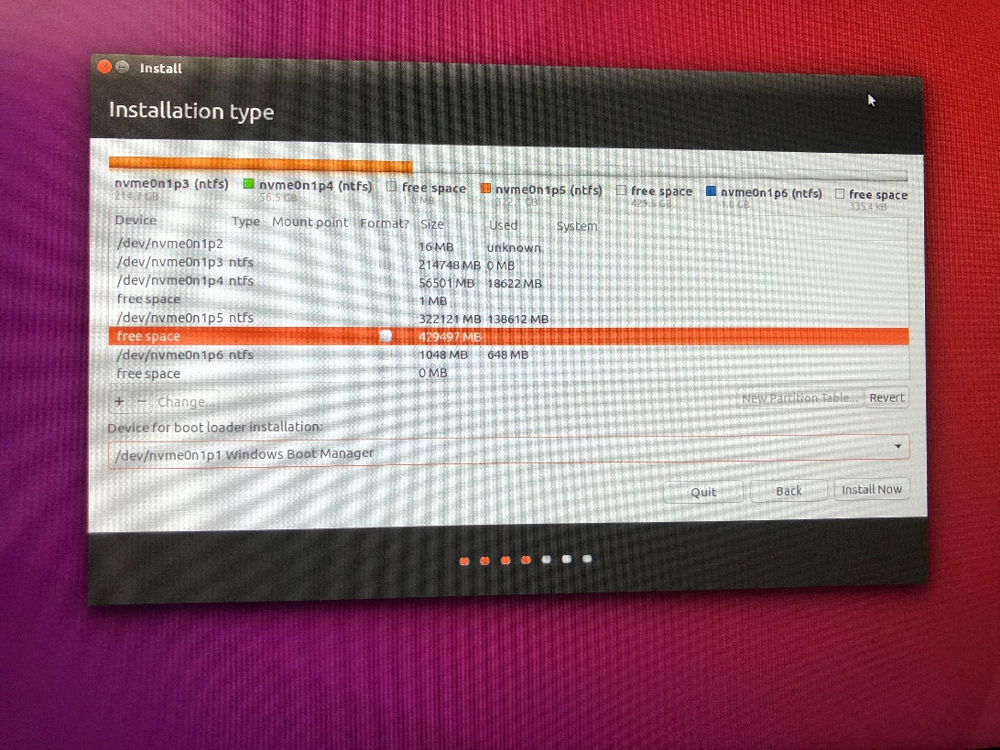 Install
Installation type
nvme0n1p3 (ntfs) nvme0n1p4 (ntfs) free space nvme0n1p5 (ntfs) free space nvme0n1p6 (ntfs) free space
214.7 GB 56.5 GB 1.0 MB 322.1 GB 429.5 GB 1.0 GB 335.4 kB
Device Type Mount point Format? Size Used System
/dev/nvme0n1p2 16 MB unknown
/dev/nvme0n1p3 ntfs 214748 MB 0 MB
/dev/nvme0n1p4 ntfs 56501 MB 18622 MB
free space 1 MB
/dev/nvme0n1p5 ntfs 322121 MB 138612 MB
free space 429497 MB
/dev/nvme0n1p6 ntfs 1048 MB 648 MB
free space 0 MB
+ − Change... New Partition Table... Revert
Device for boot loader installation:
/dev/nvme0n1p1 Windows Boot Manager
Quit Back Install Now